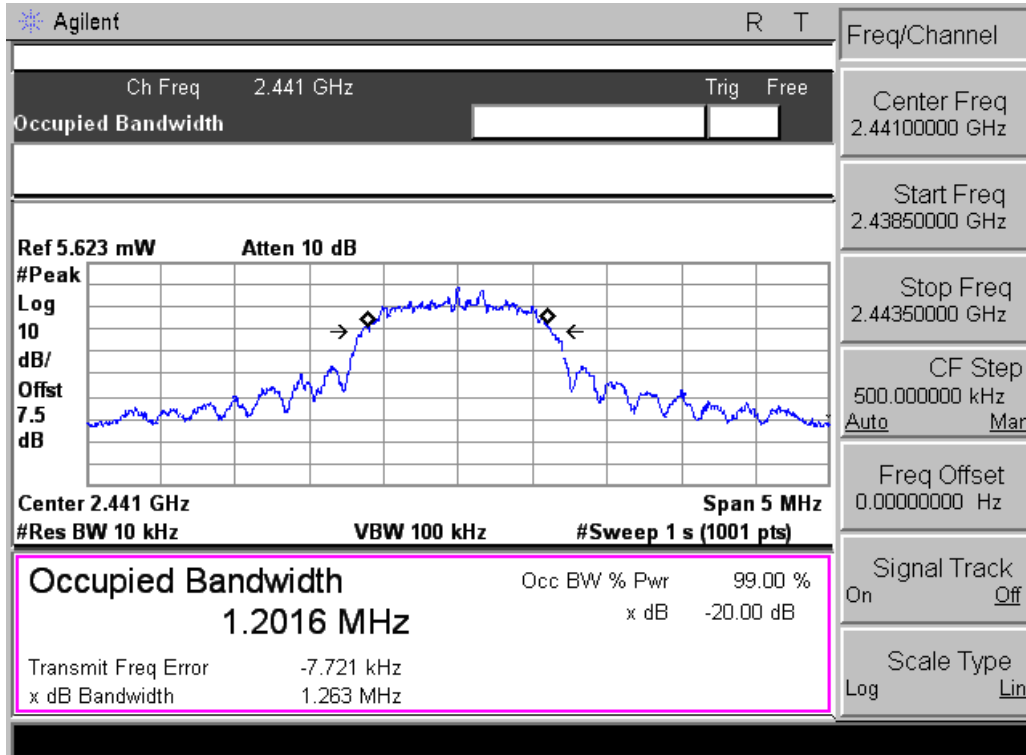 Agilent R T
Ch Freq 2.441 GHz Trig Free
Occupied Bandwidth
Ref 5.623 mW Atten 10 dB
#Peak
Log
10
dB/
Offst
7.5
dB
Center 2.441 GHz Span 5 MHz
#Res BW 10 kHz VBW 100 kHz #Sweep 1 s (1001 pts)
Occupied Bandwidth
1.2016 MHz
Occ BW % Pwr 99.00 %
x dB -20.00 dB
Transmit Freq Error -7.721 kHz
x dB Bandwidth 1.263 MHz
Freq/Channel
Center Freq
2.44100000 GHz
Start Freq
2.43850000 GHz
Stop Freq
2.44350000 GHz
CF Step
500.000000 kHz
Auto Mar
Freq Offset
0.00000000 Hz
Signal Track
On Off
Scale Type
Log Lin